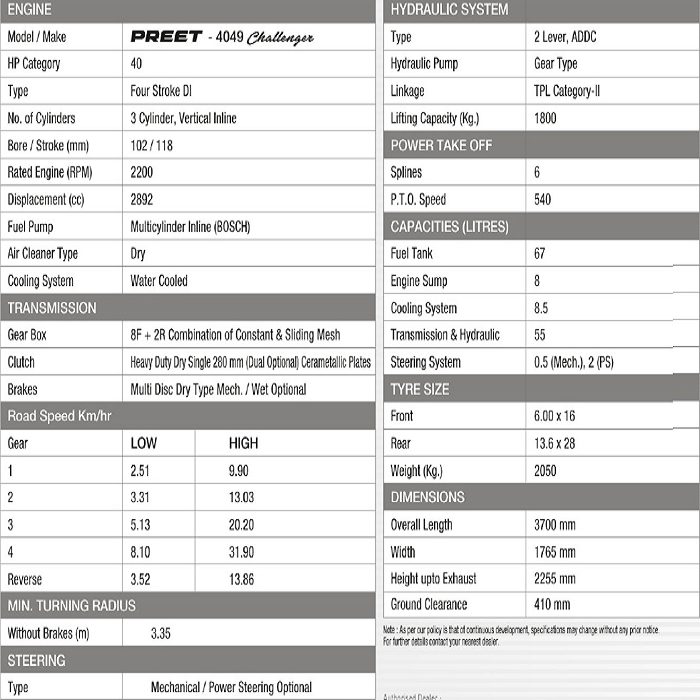 ENGINE
Model / Make PREET - 4049 Challenger
HP Category 40
Type Four Stroke DI
No. of Cylinders 3 Cylinder, Vertical Inline
Bore / Stroke (mm) 102 / 118
Rated Engine (RPM) 2200
Displacement (cc) 2892
Fuel Pump Multicylinder Inline (BOSCH)
Air Cleaner Type Dry
Cooling System Water Cooled
TRANSMISSION
Gear Box 8F + 2R Combination of Constant & Sliding Mesh
Clutch Heavy Duty Dry Single 280 mm (Dual Optional) Cerametallic Plates
Brakes Multi Disc Dry Type Mech. / Wet Optional
Road Speed Km/hr
Gear LOW HIGH
1 2.51 9.90
2 3.31 13.03
3 5.13 20.20
4 8.10 31.90
Reverse 3.52 13.86
MIN. TURNING RADIUS
Without Brakes (m) 3.35
STEERING
Type Mechanical / Power Steering Optional
HYDRAULIC SYSTEM
Type 2 Lever, ADDC
Hydraulic Pump Gear Type
Linkage TPL Category-II
Lifting Capacity (Kg.) 1800
POWER TAKE OFF
Splines 6
P.T.O. Speed 540
CAPACITIES (LITRES)
Fuel Tank 67
Engine Sump 8
Cooling System 8.5
Transmission & Hydraulic 55
Steering System 0.5 (Mech.), 2 (PS)
TYRE SIZE
Front 6.00 x 16
Rear 13.6 x 28
Weight (Kg.) 2050
DIMENSIONS
Overall Length 3700 mm
Width 1765 mm
Height upto Exhaust 2255 mm
Ground Clearance 410 mm
Note : As per our policy is that of continuous development, specifications may change without any prior notice.
For further details contact your nearest dealer.
Authorised Dealer :